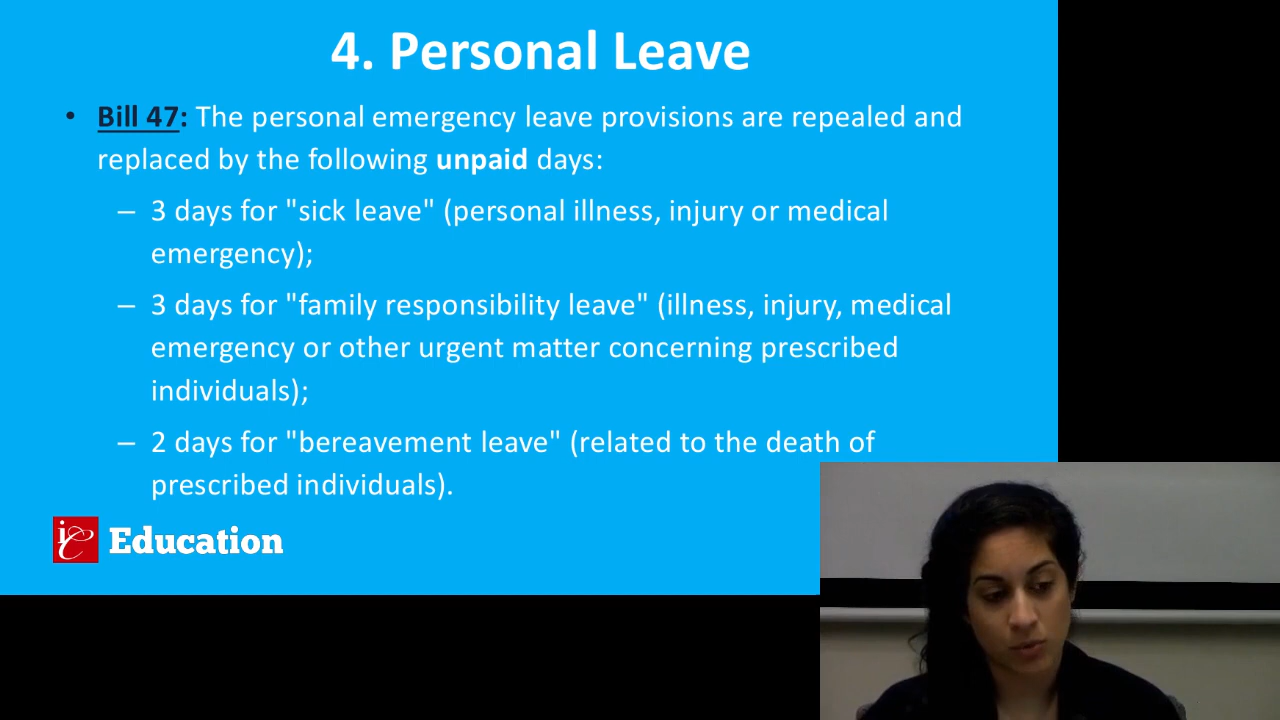 4. Personal Leave
• Bill 47: The personal emergency leave provisions are repealed and
replaced by the following unpaid days:
– 3 days for "sick leave" (personal illness, injury or medical
emergency);
– 3 days for "family responsibility leave" (illness, injury, medical
emergency or other urgent matter concerning prescribed
individuals);
– 2 days for "bereavement leave" (related to the death of
prescribed individuals).
ic Education